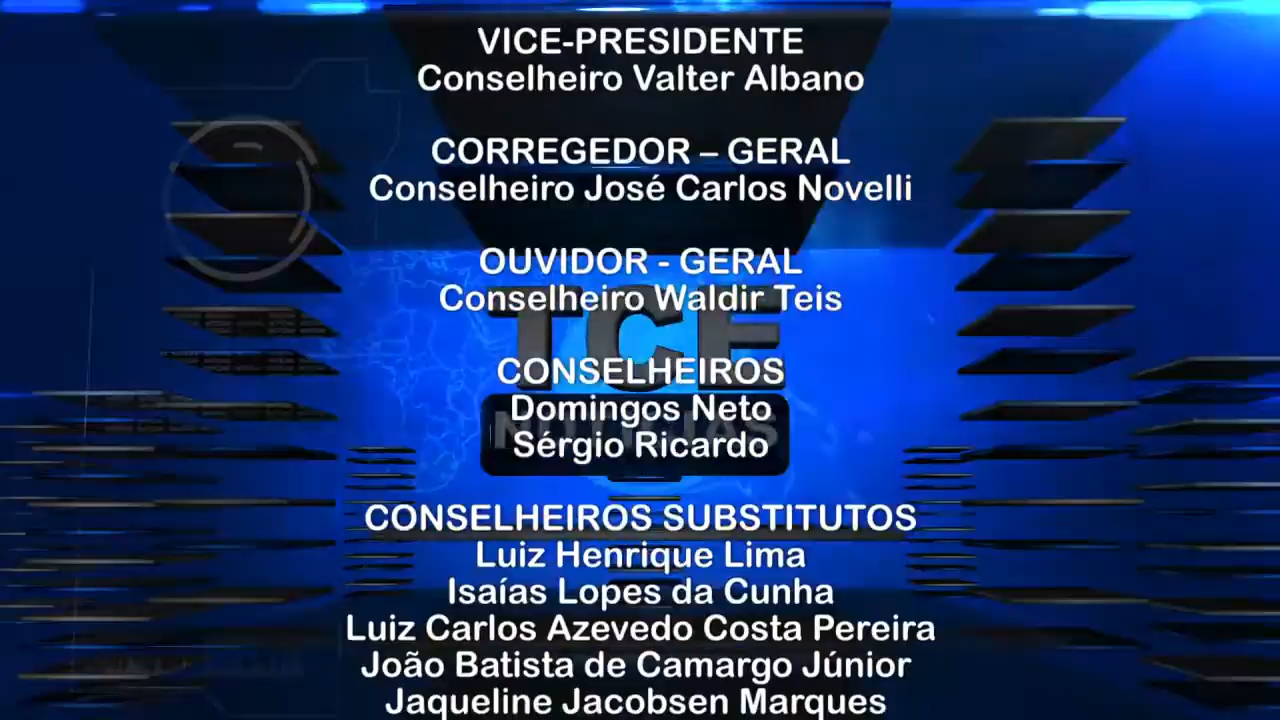 VICE-PRESIDENTE
Conselheiro Valter Albano
CORREGEDOR – GERAL
Conselheiro José Carlos Novelli
OUVIDOR - GERAL
Conselheiro Waldir Teis
TCE
NOTÍCIAS
CONSELHEIROS
Domingos Neto
Sérgio Ricardo
CONSELHEIROS SUBSTITUTOS
Luiz Henrique Lima
Isaías Lopes da Cunha
Luiz Carlos Azevedo Costa Pereira
João Batista de Camargo Júnior
Jaqueline Jacobsen Marques